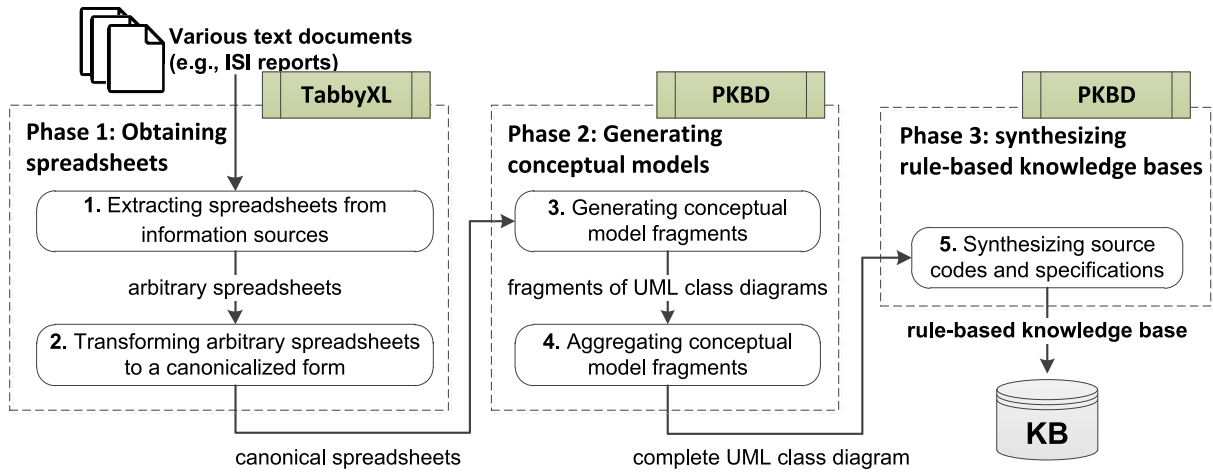 Various text documents
(e.g., ISI reports)
TabbyXL
Phase 1: Obtaining
spreadsheets
1. Extracting spreadsheets from
information sources
arbitrary spreadsheets
2. Transforming arbitrary spreadsheets
to a canonicalized form
canonical spreadsheets
PKBD
Phase 2: Generating
conceptual models
3. Generating conceptual
model fragments
fragments of UML class diagrams
4. Aggregating conceptual
model fragments
complete UML class diagram
PKBD
Phase 3: synthesizing
rule-based knowledge bases
5. Synthesizing source
codes and specifications
rule-based knowledge base
KB